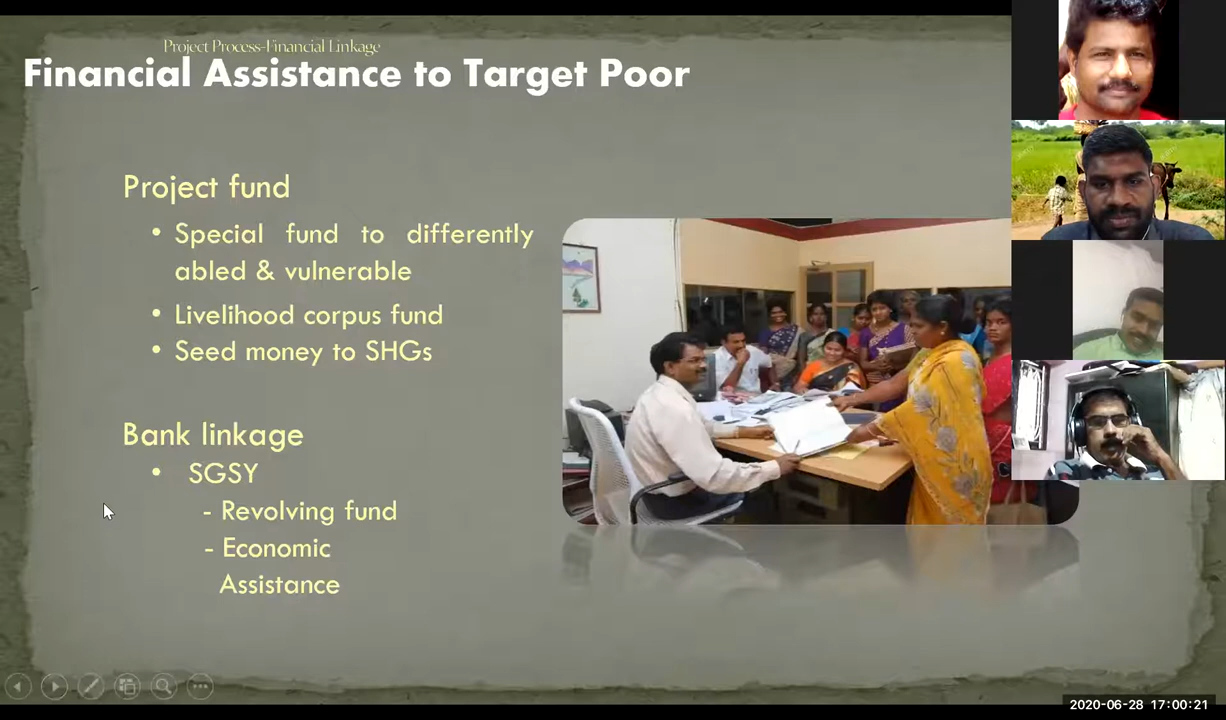 Project Process-Financial Linkage
Financial Assistance to Target Poor
Project fund
• Special fund to differently
abled & vulnerable
• Livelihood corpus fund
• Seed money to SHGs
Bank linkage
• SGSY
- Revolving fund
- Economic
Assistance
2020-06-28 17:00:21